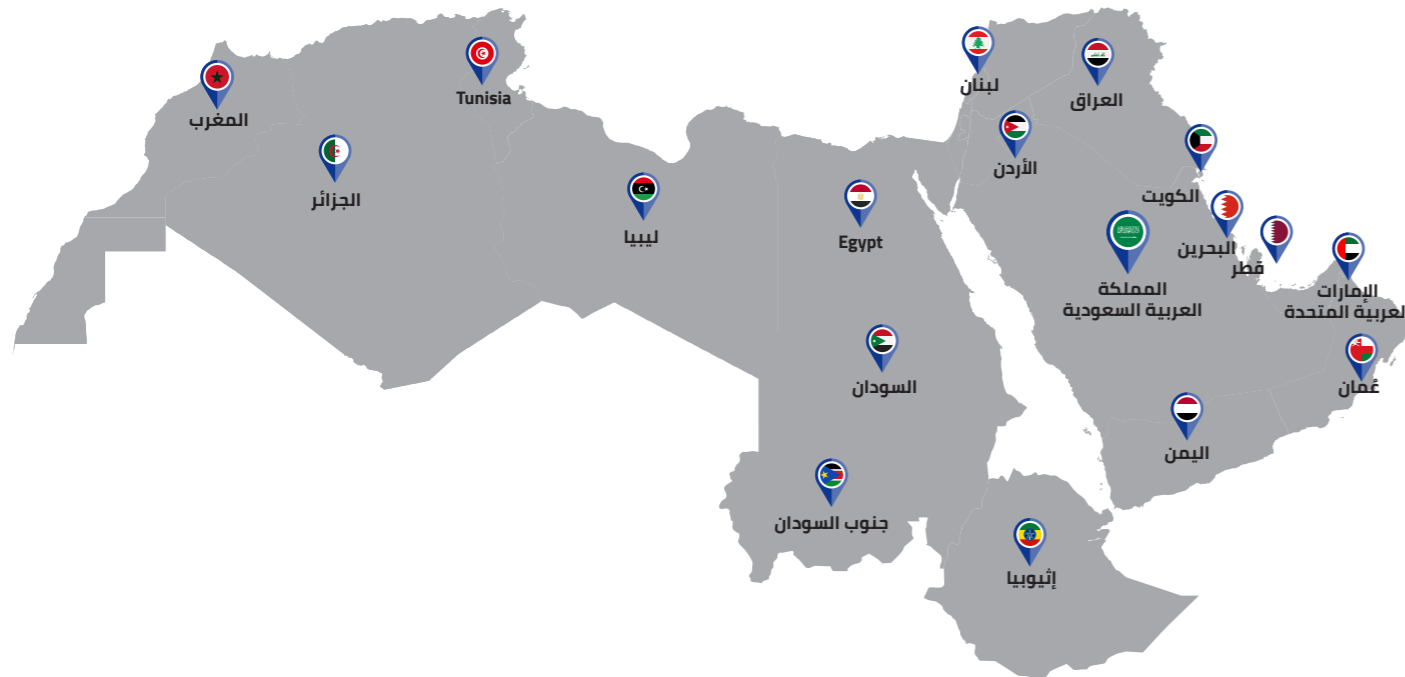 لبنان
العراق
Tunisia
المغرب
الأردن
الجزائر
الكويت
ليبيا
Egypt
البحرين
قطر
المملكة
العربية السعودية
الإمارات
لعربية المتحدة
السودان
عُمان
اليمن
جنوب السودان
إثيوبيا